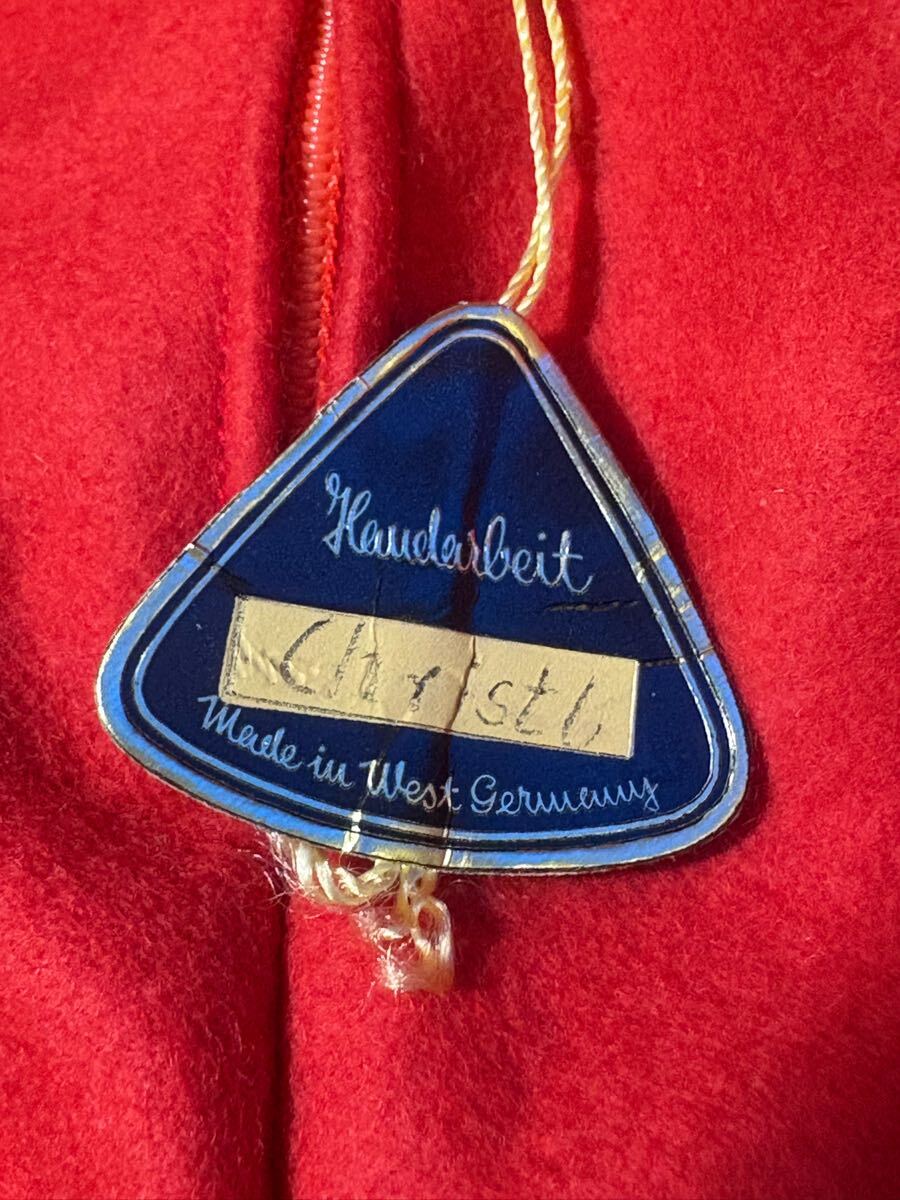 Handarbeit
Christl
Made in West Germany